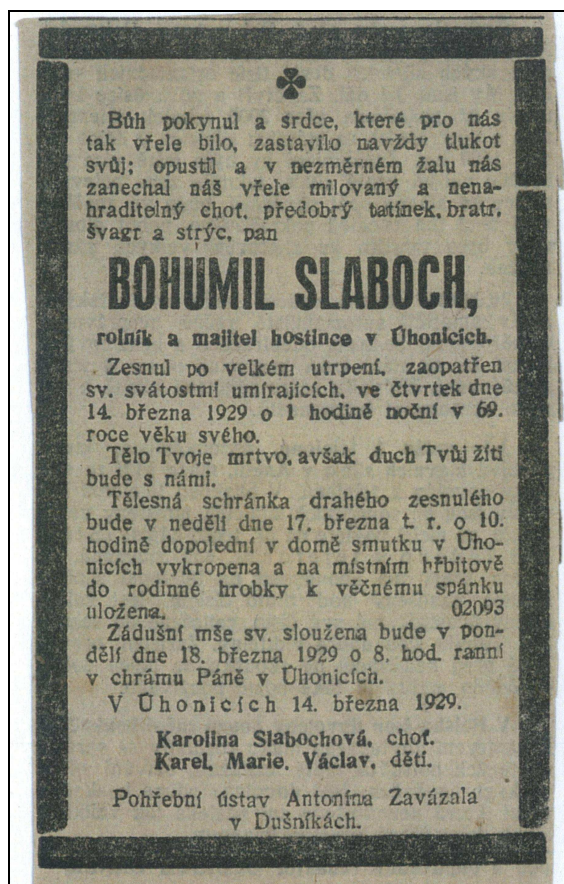 Bůh pokynul a srdce, které pro nás
tak vřele bilo, zastavilo navždy tlukot
svůj; opustil a v nezměrném žalu nás
zanechal náš vřele milovaný a nena-
hraditelný choť, předobrý tatínek, bratr,
švagr a strýc, pan
BOHUMIL SLABOCH,
rolník a majitel hostince v Úhonicích.
Zesnul po velkém utrpení, zaopatřen
sv. svátostmi umírajících, ve čtvrtek dne
14. března 1929 o 1 hodině noční v 69.
roce věku svého.
Tělo Tvoje mrtvo, avšak duch Tvůj žíti
bude s námi.
Tělesná schránka drahého zesnulého
bude v neděli dne 17. března t. r. o 10.
hodině dopolední v domě smutku v Úho-
nicích vykropena a na místním hřbitově
do rodinné hrobky k věčnému spánku
uložena. 02093
Zádušní mše sv. sloužena bude v pon-
dělí dne 18. března 1929 o 8. hod. ranní
v chrámu Páně v Úhonicích.
V Úhonicích 14. března 1929.
Karolina Slabochová, choť.
Karel, Marie, Václav, děti.
Pohřební ústav Antonína Zavázala
v Dušníkách.